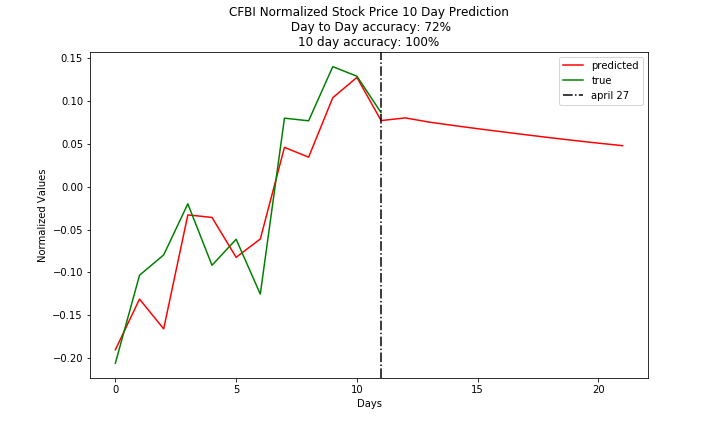 CFBI Normalized Stock Price 10 Day Prediction
Day to Day accuracy: 72%
10 day accuracy: 100%
predicted
true
april 27
0.15
0.10
0.05
0.00
−0.05
−0.10
−0.15
−0.20
Normalized Values
0 5 10 15 20
Days